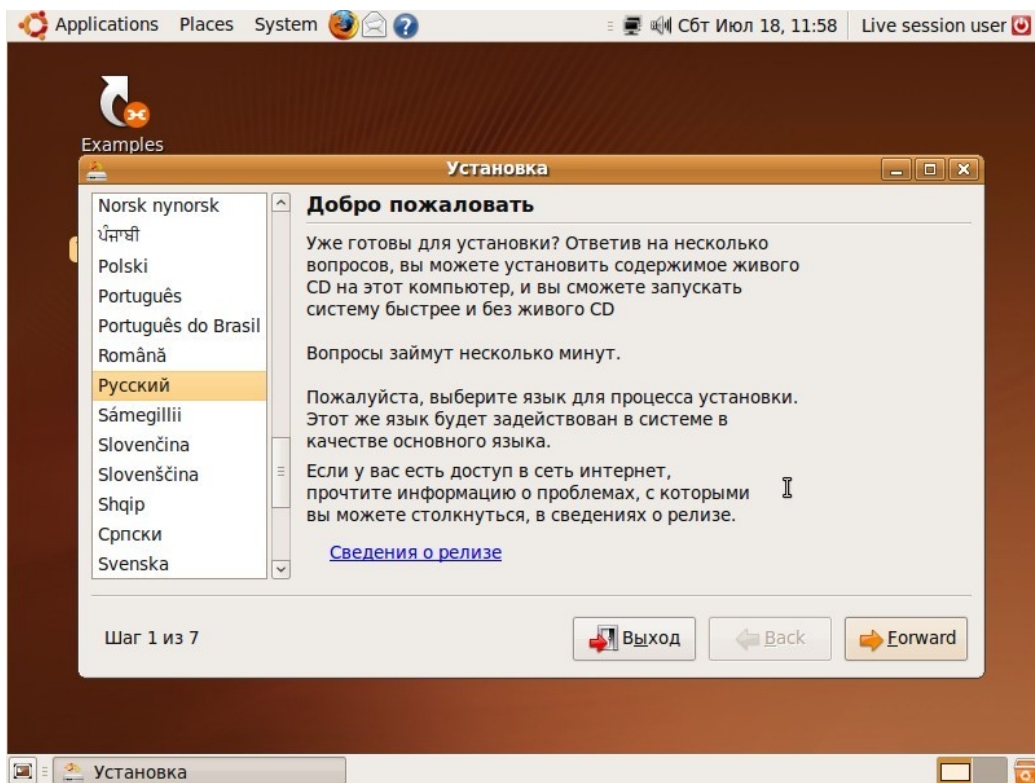 Applications Places System
Сбт Июл 18, 11:58
Live session user
Examples
Установка
Norsk nynorsk
ਪੰਜਾਬੀ
Polski
Português
Português do Brasil
Română
Русский
Sámegillii
Slovenčina
Slovenščina
Shqip
Српски
Svenska
Добро пожаловать
Уже готовы для установки? Ответив на несколько
вопросов, вы можете установить содержимое живого
CD на этот компьютер, и вы сможете запускать
систему быстрее и без живого CD
Вопросы займут несколько минут.
Пожалуйста, выберите язык для процесса установки.
Этот же язык будет задействован в системе в
качестве основного языка.
Если у вас есть доступ в сеть интернет,
прочтите информацию о проблемах, с которыми
вы можете столкнуться, в сведениях о релизе.
Сведения о релизе
Шаг 1 из 7
Выход
Back
Forward
Установка